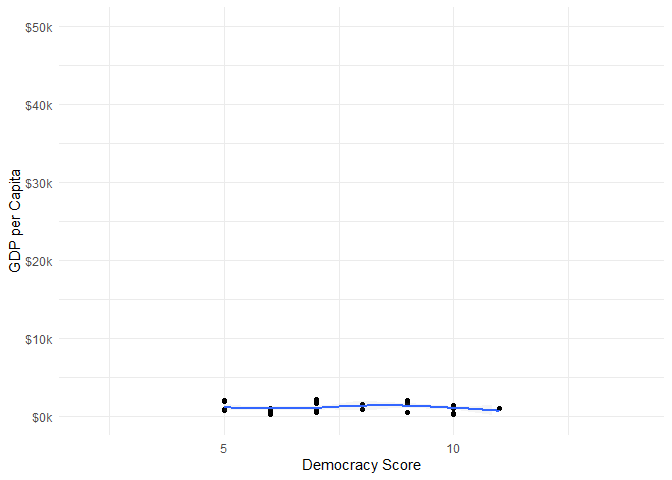 $50k
$40k
$30k
$20k
$10k
$0k
GDP per Capita
5
10
Democracy Score